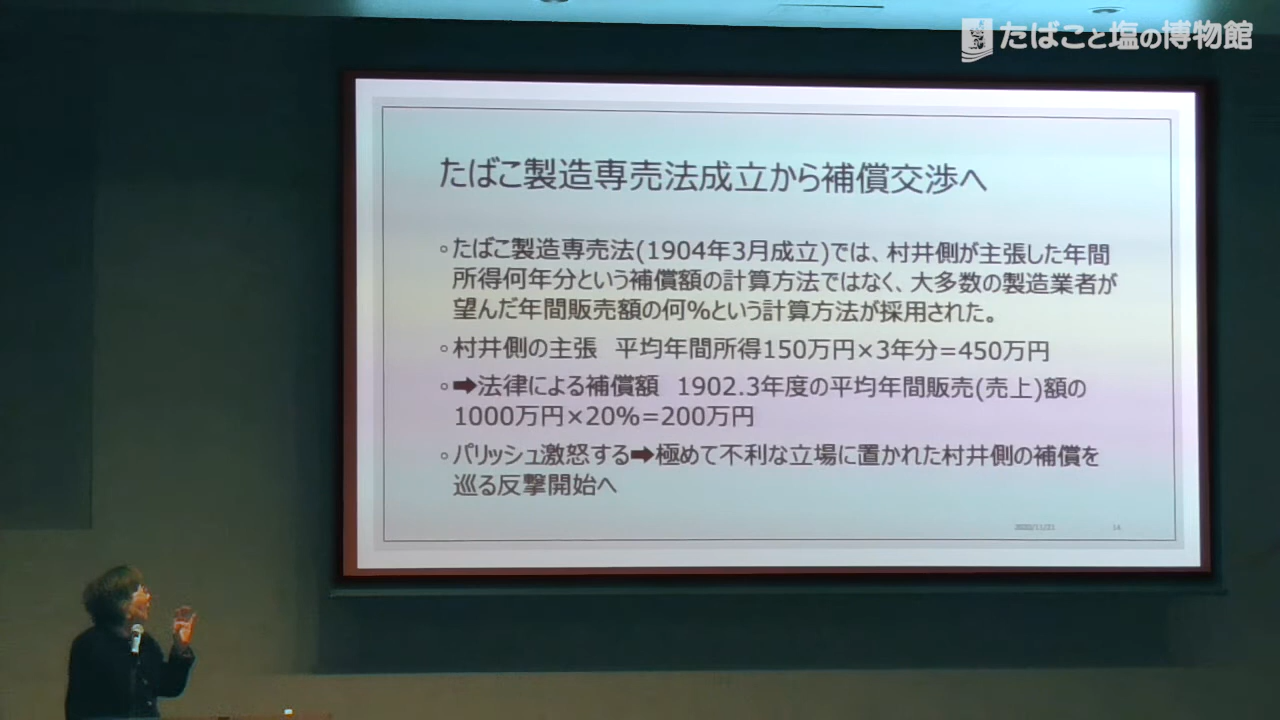 たばこと塩の博物館
たばこ製造専売法成立から補償交渉へ
◦たばこ製造専売法(1904年3月成立)では、村井側が主張した年間
所得何年分という補償額の計算方法ではなく、大多数の製造業者が
望んだ年間販売額の何%という計算方法が採用された。
◦村井側の主張　平均年間所得150万円×3年分=450万円
◦➡法律による補償額　1902.3年度の平均年間販売(売上)額の
1000万円×20%=200万円
◦パリッシュ激怒する➡極めて不利な立場に置かれた村井側の補償を
巡る反撃開始へ
2020/11/21 14